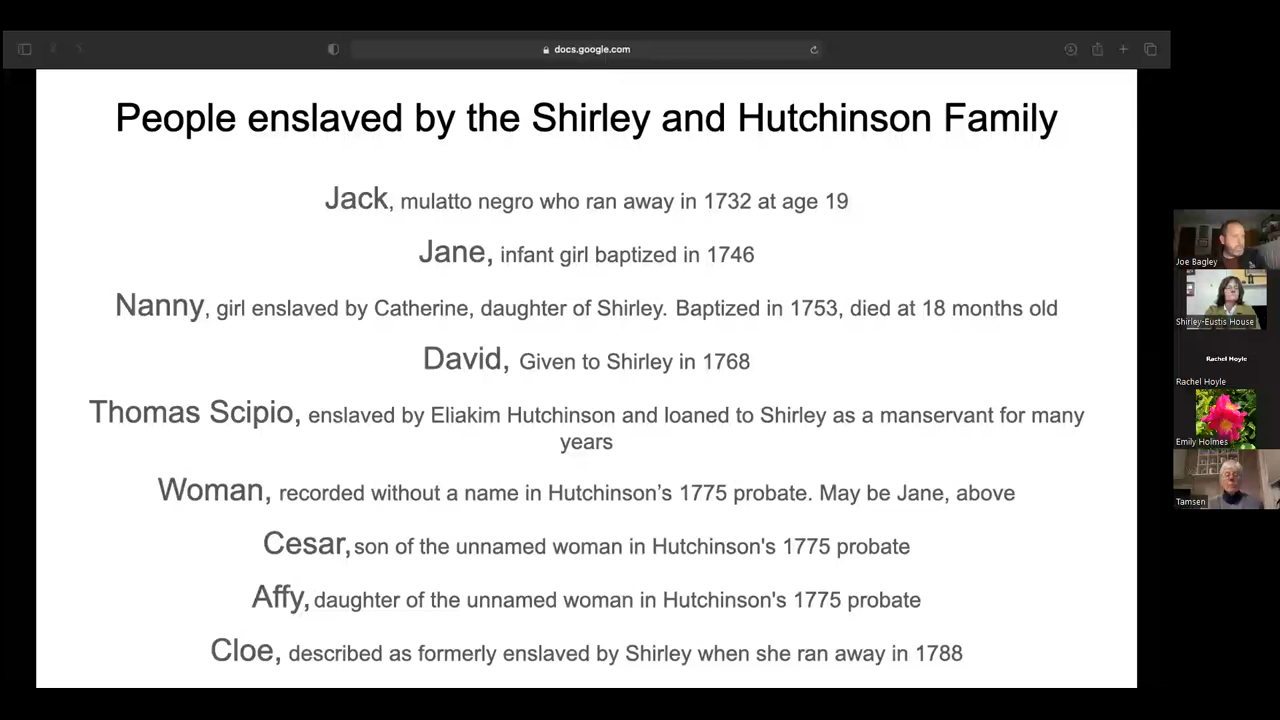 docs.google.com
People enslaved by the Shirley and Hutchinson Family
Jack, mulatto negro who ran away in 1732 at age 19
Jane, infant girl baptized in 1746
Nanny, girl enslaved by Catherine, daughter of Shirley. Baptized in 1753, died at 18 months old
David, Given to Shirley in 1768
Thomas Scipio, enslaved by Eliakim Hutchinson and loaned to Shirley as a manservant for many
years
Woman, recorded without a name in Hutchinson’s 1775 probate. May be Jane, above
Cesar, son of the unnamed woman in Hutchinson's 1775 probate
Affy, daughter of the unnamed woman in Hutchinson's 1775 probate
Cloe, described as formerly enslaved by Shirley when she ran away in 1788
Joe Bagley
Shirley-Eustis House
Rachel Hoyle
Rachel Hoyle
Emily Holmes
Tamsen